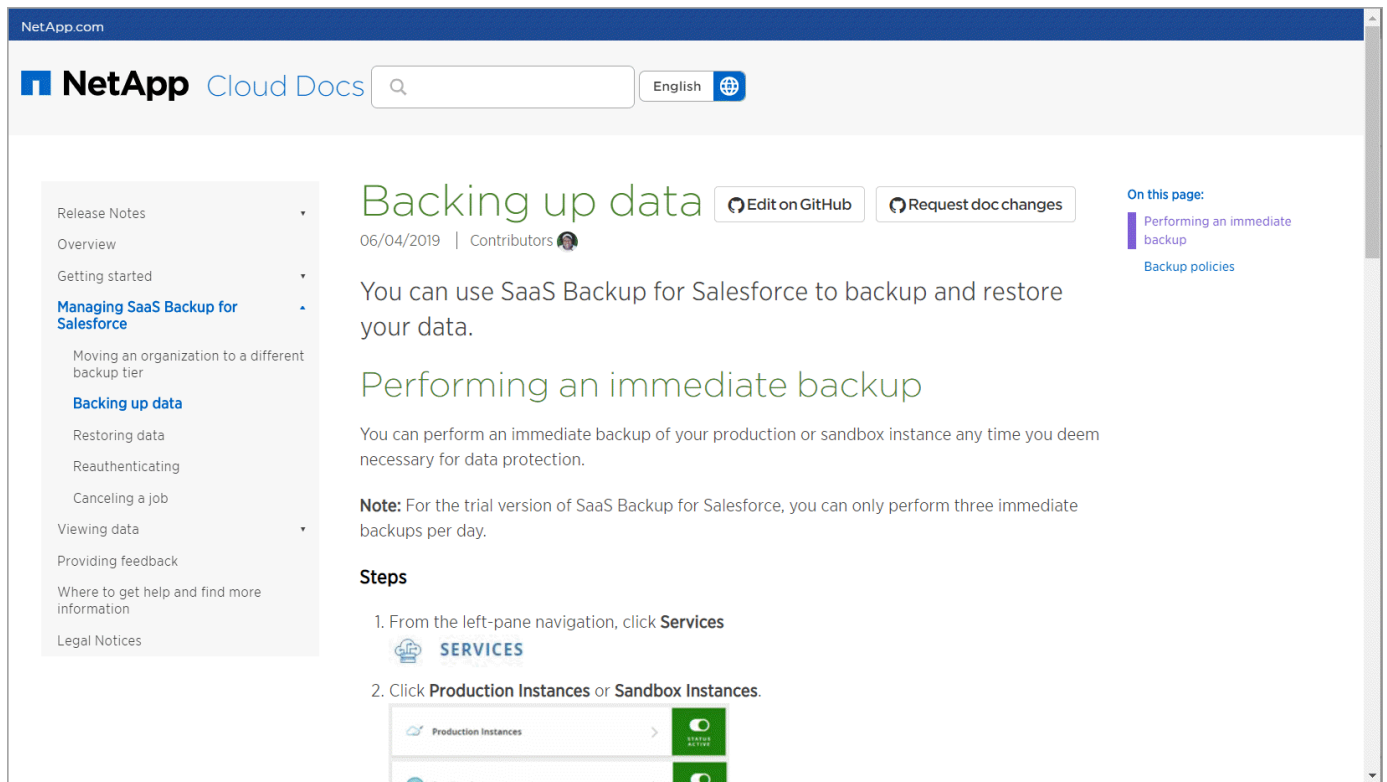 NetApp.com
NetApp Cloud Docs
English
Release Notes
Overview
Getting started
Managing SaaS Backup for
Salesforce
Moving an organization to a different
backup tier
Backing up data
Restoring data
Reauthenticating
Canceling a job
Viewing data
Providing feedback
Where to get help and find more
information
Legal Notices
Backing up data
Edit on GitHub
Request doc changes
06/04/2019 | Contributors
You can use SaaS Backup for Salesforce to backup and restore
your data.
Performing an immediate backup
You can perform an immediate backup of your production or sandbox instance any time you deem
necessary for data protection.
Note: For the trial version of SaaS Backup for Salesforce, you can only perform three immediate
backups per day.
Steps
1. From the left-pane navigation, click Services
SERVICES
2. Click Production Instances or Sandbox Instances.
Production Instances
STATUS
ACTIVE
On this page:
Performing an immediate
backup
Backup policies